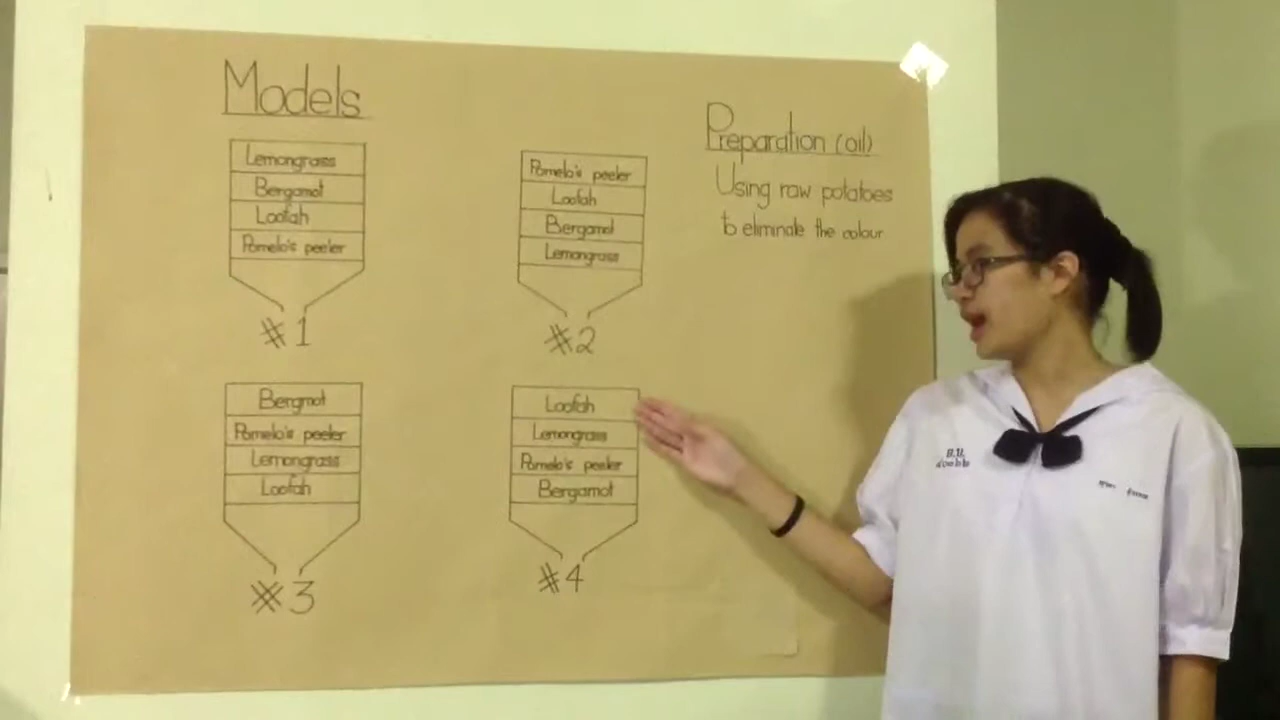 Models
Lemongrass
Bergamot
Loofah
Pomelo's peeler
#1
Pomelo's peeler
Loofah
Bergamot
Lemongrass
#2
Bergmot
Pomelo's peeler
Lemongrass
Loofah
#3
Loofah
Lemongrass
Pomelo's peeler
Bergamot
#4
Preparation (oil)
Using raw potatoes
to eliminate the colour